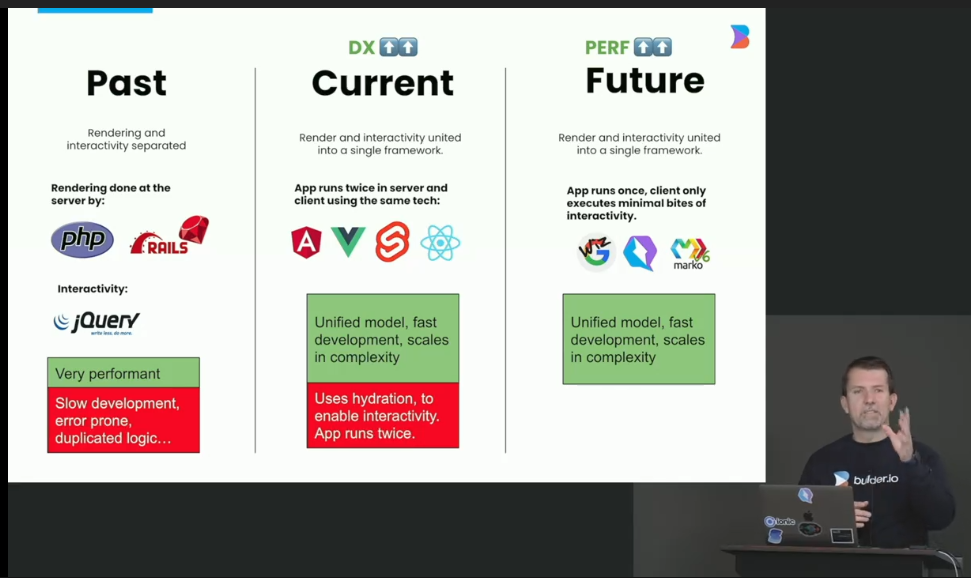 Past
Rendering and
interactivity separated
Rendering done at the
server by:
php
RAILS
Interactivity:
jQuery
write less, do more.
Very performant
Slow development,
error prone,
duplicated logic...
DX ⬆️⬆️
Current
Render and interactivity united
into a single framework.
App runs twice in server and
client using the same tech:
A
Unified model, fast
development, scales
in complexity
Uses hydration, to
enable interactivity.
App runs twice.
PERF ⬆️⬆️
Future
Render and interactivity united
into a single framework.
App runs once, client only
executes minimal bites of
interactivity.
WIZ
G
marko
6
Unified model, fast
development, scales
in complexity
builder.io
ionic